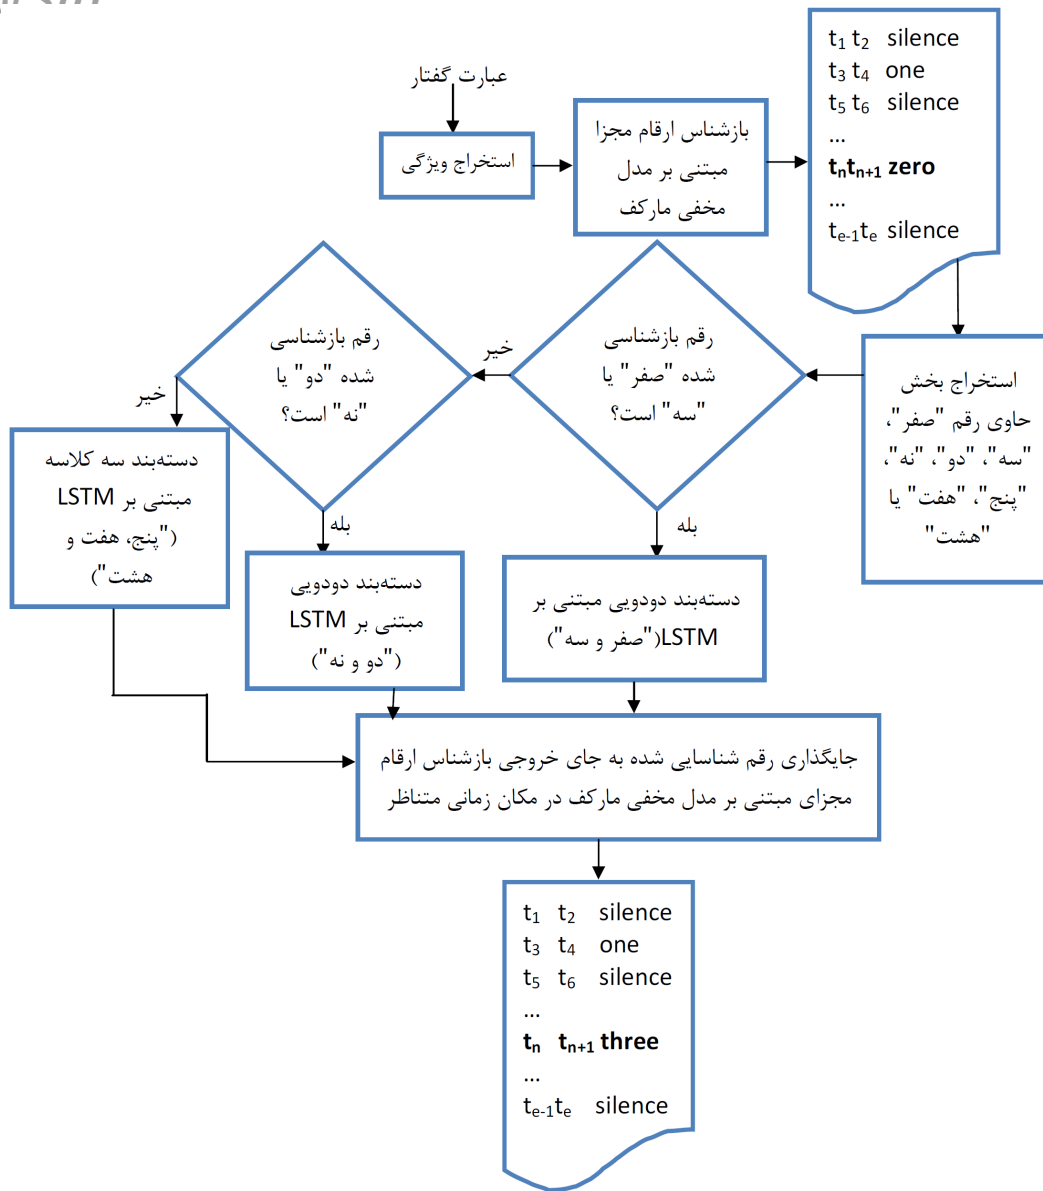 عبارت گفتار
استخراج ویژگی
بازشناس ارقام مجزا
مبتنی بر مدل
مخفی مارکف
t₁ t₂ silence
t₃ t₄ one
t₅ t₆ silence
...
tₙtₙ₊₁ zero
...
tₑ₋₁tₑ silence
استخراج بخش
حاوی رقم "صفر"،
"سه"، "دو"، "نه"،
"پنج"، "هفت" یا
"هشت"
رقم بازشناسی
شده "صفر" یا
"سه" است؟
خیر
بله
رقم بازشناسی
شده "دو" یا
"نه" است؟
خیر
بله
دسته‌بند دودویی مبتنی بر
LSTM("صفر و سه")
دسته‌بند دودویی
مبتنی بر LSTM
("دو و نه")
دسته‌بند سه کلاسه
مبتنی بر LSTM
("پنج، هفت و
هشت")
جایگذاری رقم شناسایی شده به جای خروجی بازشناس ارقام
مجزای مبتنی بر مدل مخفی مارکف در مکان زمانی متناظر
t₁ t₂ silence
t₃ t₄ one
t₅ t₆ silence
...
tₙ tₙ₊₁ three
...
tₑ₋₁tₑ silence